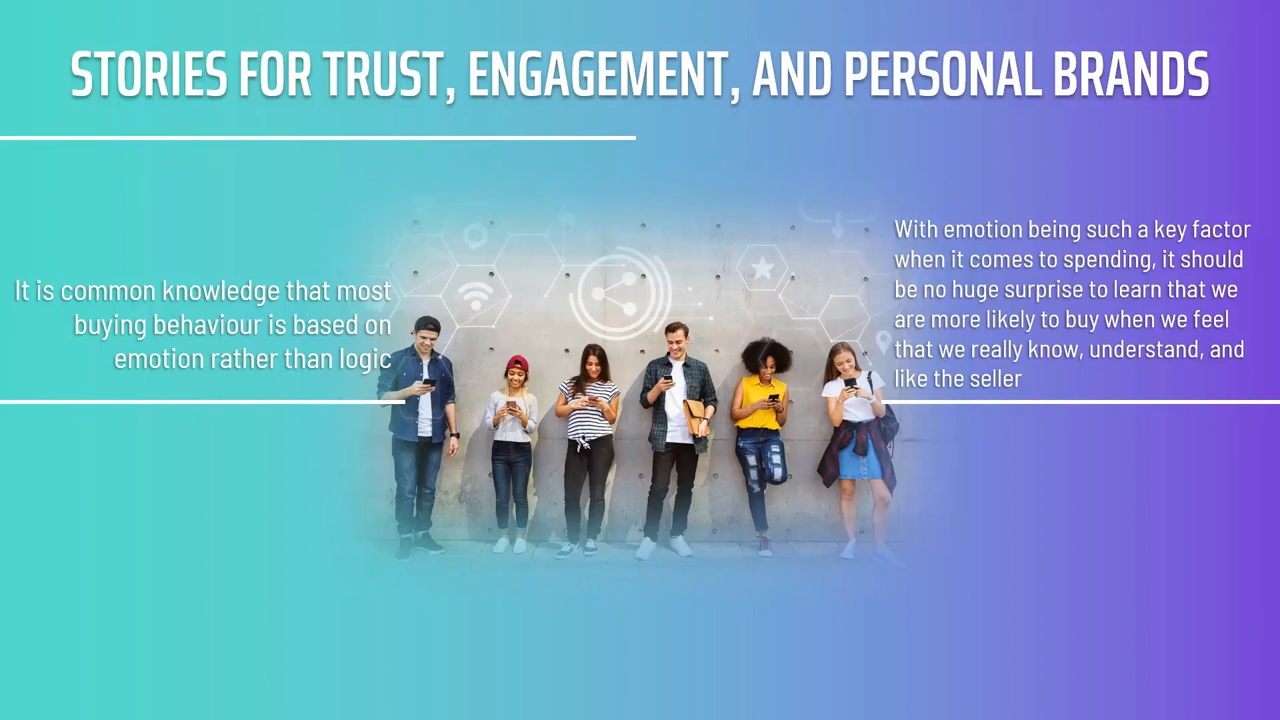 STORIES FOR TRUST, ENGAGEMENT, AND PERSONAL BRANDS
It is common knowledge that most
buying behaviour is based on
emotion rather than logic
With emotion being such a key factor
when it comes to spending, it should
be no huge surprise to learn that we
are more likely to buy when we feel
that we really know, understand, and
like the seller